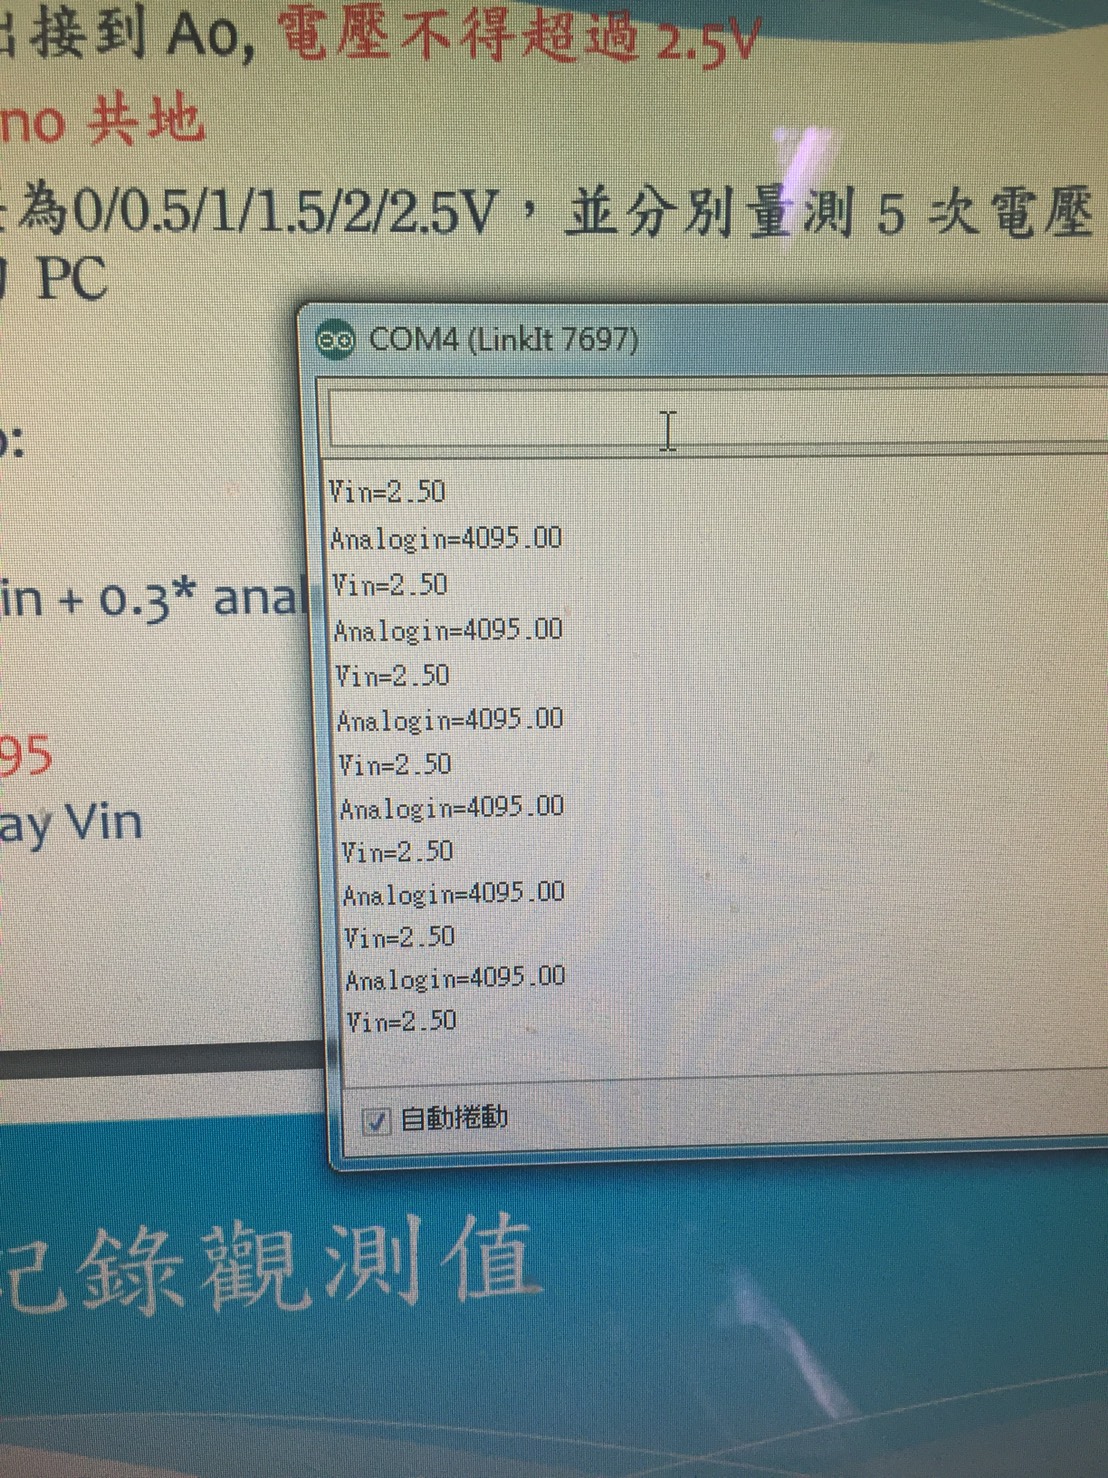 出接到 A0, 電壓不得超過 2.5V
no 共地
為0/0.5/1/1.5/2/2.5V，並分別量測 5 次電壓
PC
COM4 (LinkIt 7697)
o:
Vin=2.50
Analogin=4095.00
in + 0.3* anal
Vin=2.50
Analogin=4095.00
Vin=2.50
Analogin=4095.00
95
Vin=2.50
ay Vin
Analogin=4095.00
Vin=2.50
Analogin=4095.00
Vin=2.50
Analogin=4095.00
Vin=2.50
自動捲動
記錄觀測值